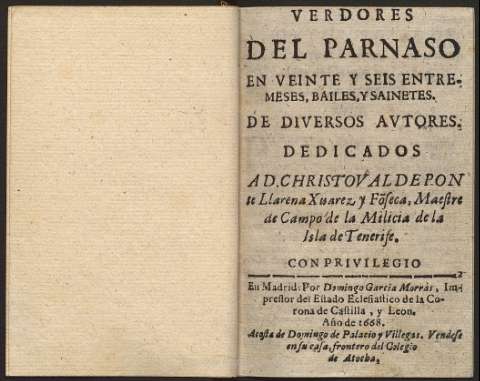 VERDORES
DEL PARNASO
EN VEINTE Y SEIS ENTRE-
MESES, BAILES, Y SAINETES.
DE DIVERSOS AVTORES,
DEDICADOS
A D. CHRISTOVAL DE PON
te Llarena Xuarez y Fõseca, Maestre
de Campo de la Milicia de la
Isla de Tenerife.
CON PRIVILEGIO
En Madrid: Por Domingo Garcia Morràs, Im-
pressor del Estado Eclesiastico de la Co-
rona de Castilla, y Leon.
Año de 1668.
Acosta de Domingo de Palacio y Villegas. Vendese
en su casa, frontero del Colegio
de Atocha,